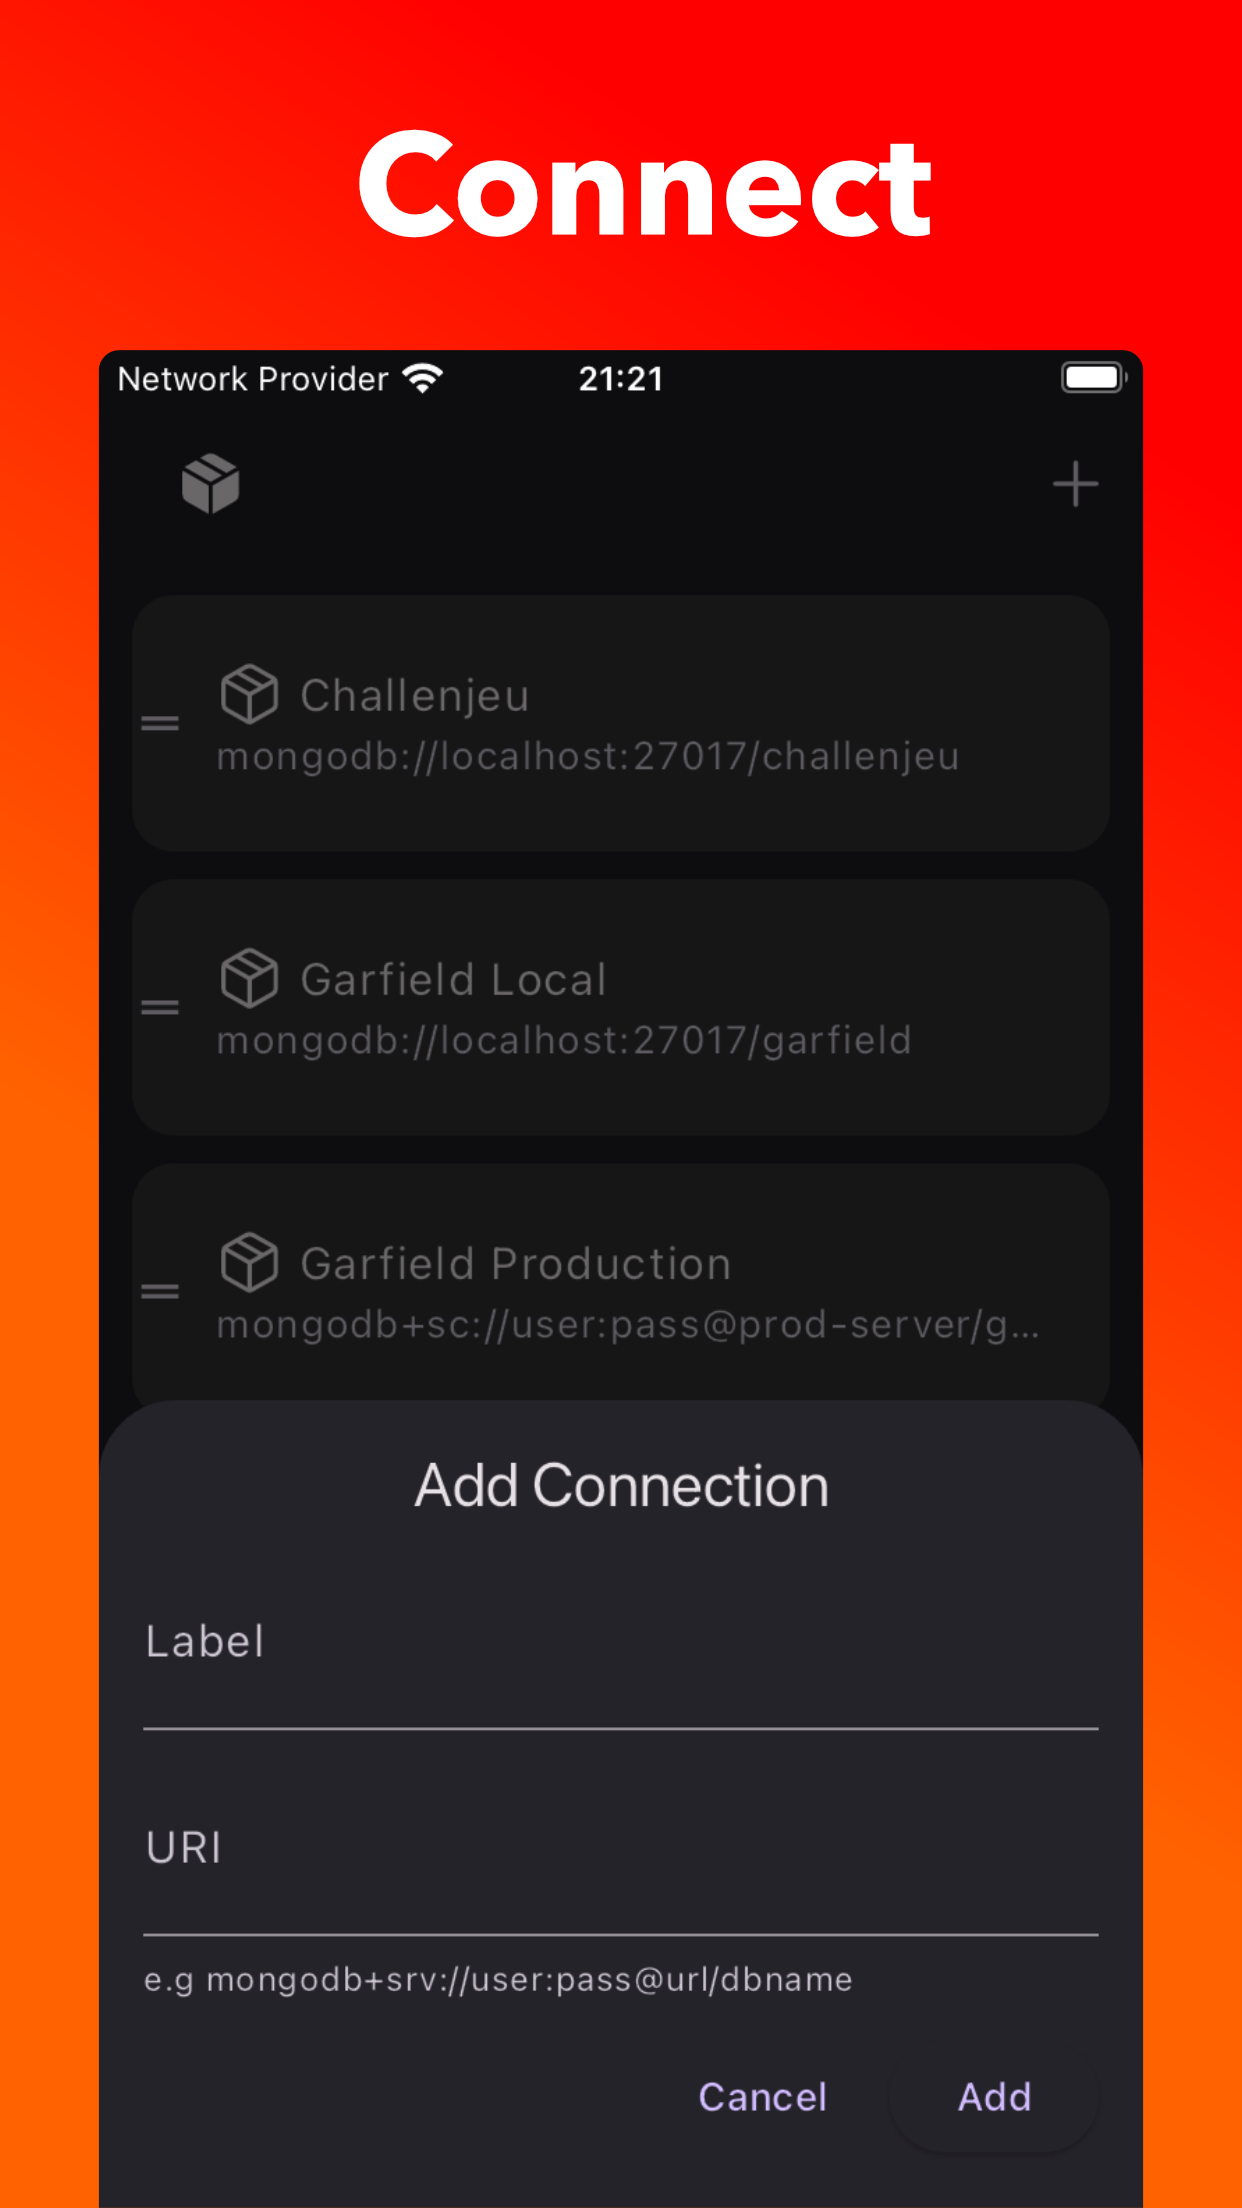 Connect
Network Provider 21:21
Challenjeu
mongodb://localhost:27017/challenjeu
Garfield Local
mongodb://localhost:27017/garfield
Garfield Production
mongodb+sc://user:pass@prod-server/g...
Add Connection
Label
URI
e.g mongodb+srv://user:pass@url/dbname
Cancel Add